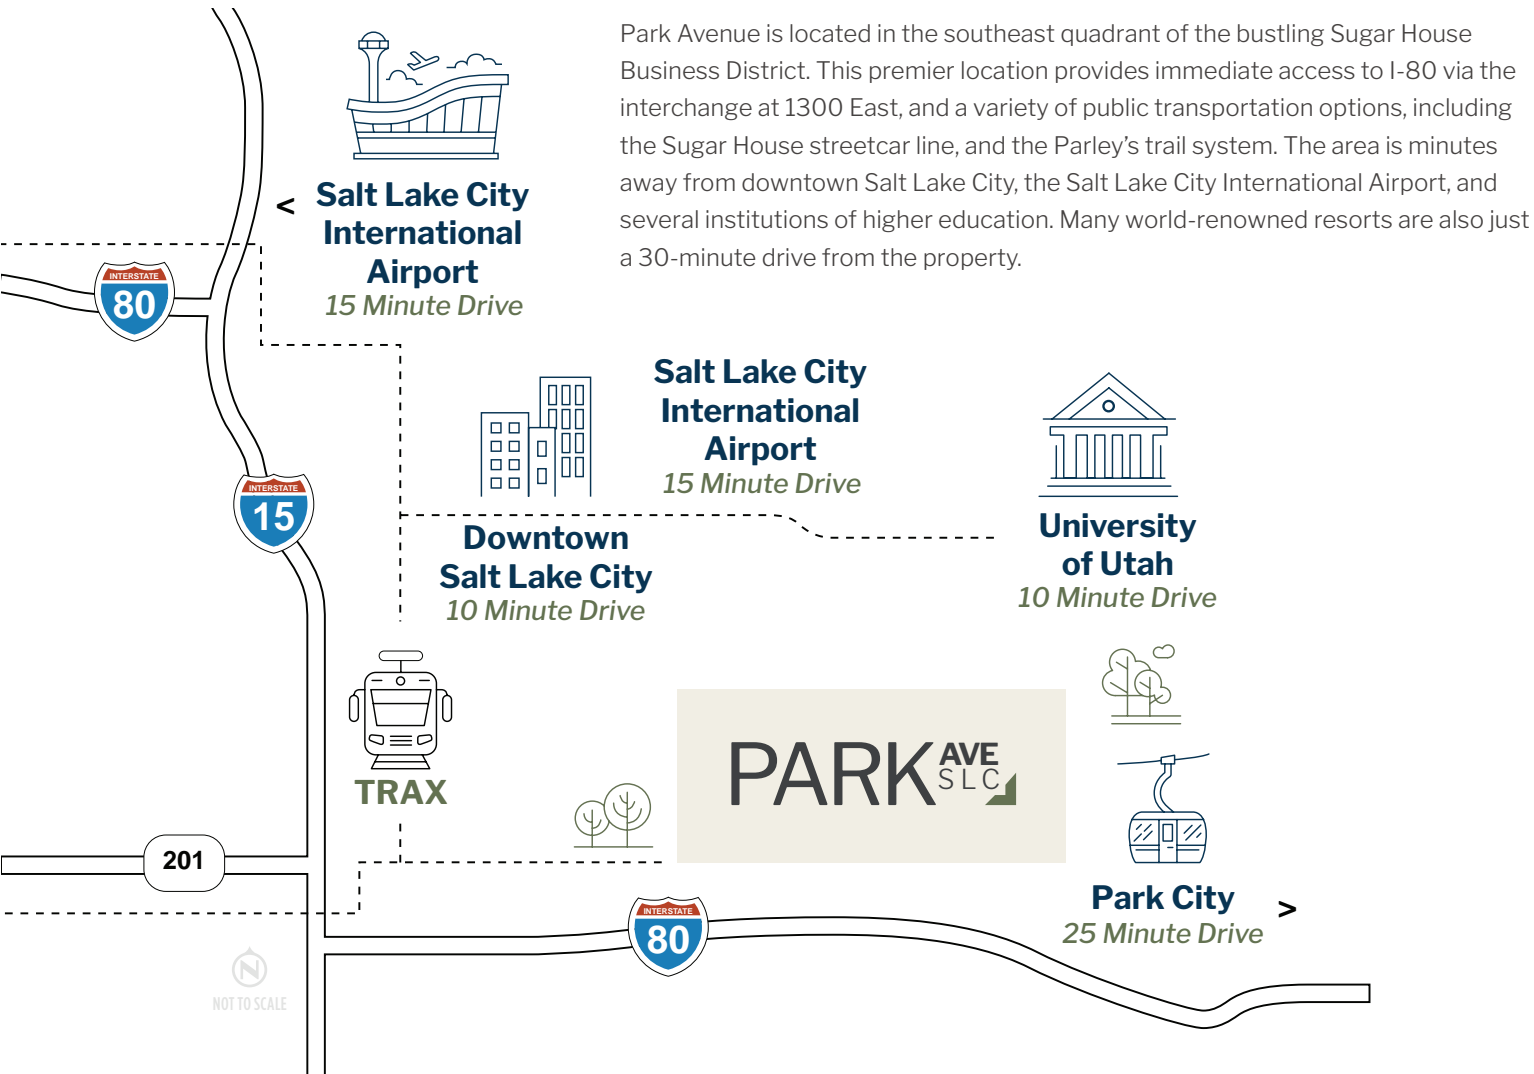 Park Avenue is located in the southeast quadrant of the bustling Sugar House
Business District. This premier location provides immediate access to I-80 via the
interchange at 1300 East, and a variety of public transportation options, including
the Sugar House streetcar line, and the Parley’s trail system. The area is minutes
away from downtown Salt Lake City, the Salt Lake City International Airport, and
several institutions of higher education. Many world-renowned resorts are also just
a 30-minute drive from the property.
< Salt Lake City
International
Airport
15 Minute Drive
INTERSTATE
80
Salt Lake City
International
Airport
15 Minute Drive
INTERSTATE
15
Downtown
Salt Lake City
10 Minute Drive
University
of Utah
10 Minute Drive
TRAX
PARK AVE
SLC
201
Park City >
25 Minute Drive
INTERSTATE
80
N
NOT TO SCALE